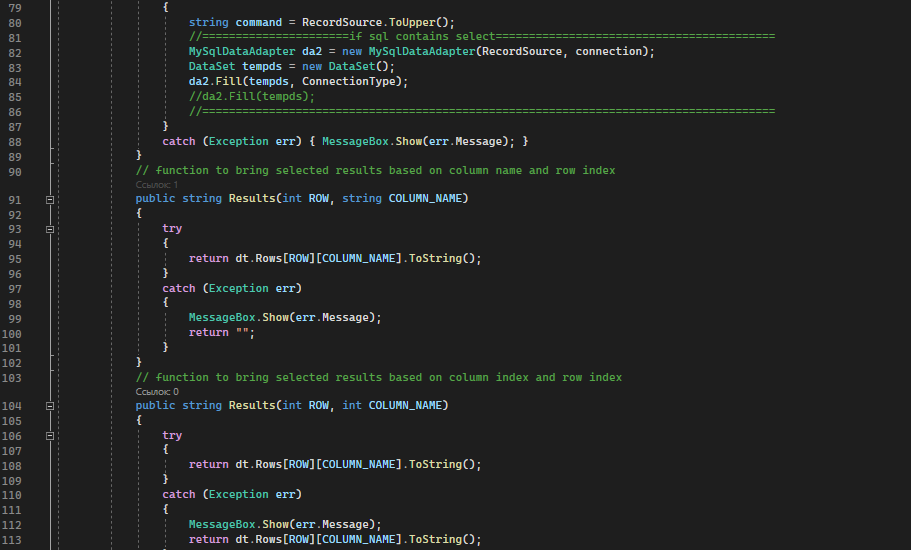 79 {
80 string command = RecordSource.ToUpper();
81 //======================if sql contains select==========================================
82 MySqlDataAdapter da2 = new MySqlDataAdapter(RecordSource, connection);
83 DataSet tempds = new DataSet();
84 da2.Fill(tempds, ConnectionType);
85 //da2.Fill(tempds);
86 //======================================================================================
87 }
88 catch (Exception err) { MessageBox.Show(err.Message); }
89 }
90 // function to bring selected results based on column name and row index
Ссылок: 1
91 public string Results(int ROW, string COLUMN_NAME)
92 {
93 try
94 {
95 return dt.Rows[ROW][COLUMN_NAME].ToString();
96 }
97 catch (Exception err)
98 {
99 MessageBox.Show(err.Message);
100 return "";
101 }
102 }
103 // function to bring selected results based on column index and row index
Ссылок: 0
104 public string Results(int ROW, int COLUMN_NAME)
105 {
106 try
107 {
108 return dt.Rows[ROW][COLUMN_NAME].ToString();
109 }
110 catch (Exception err)
111 {
112 MessageBox.Show(err.Message);
113 return dt.Rows[ROW][COLUMN_NAME].ToString();